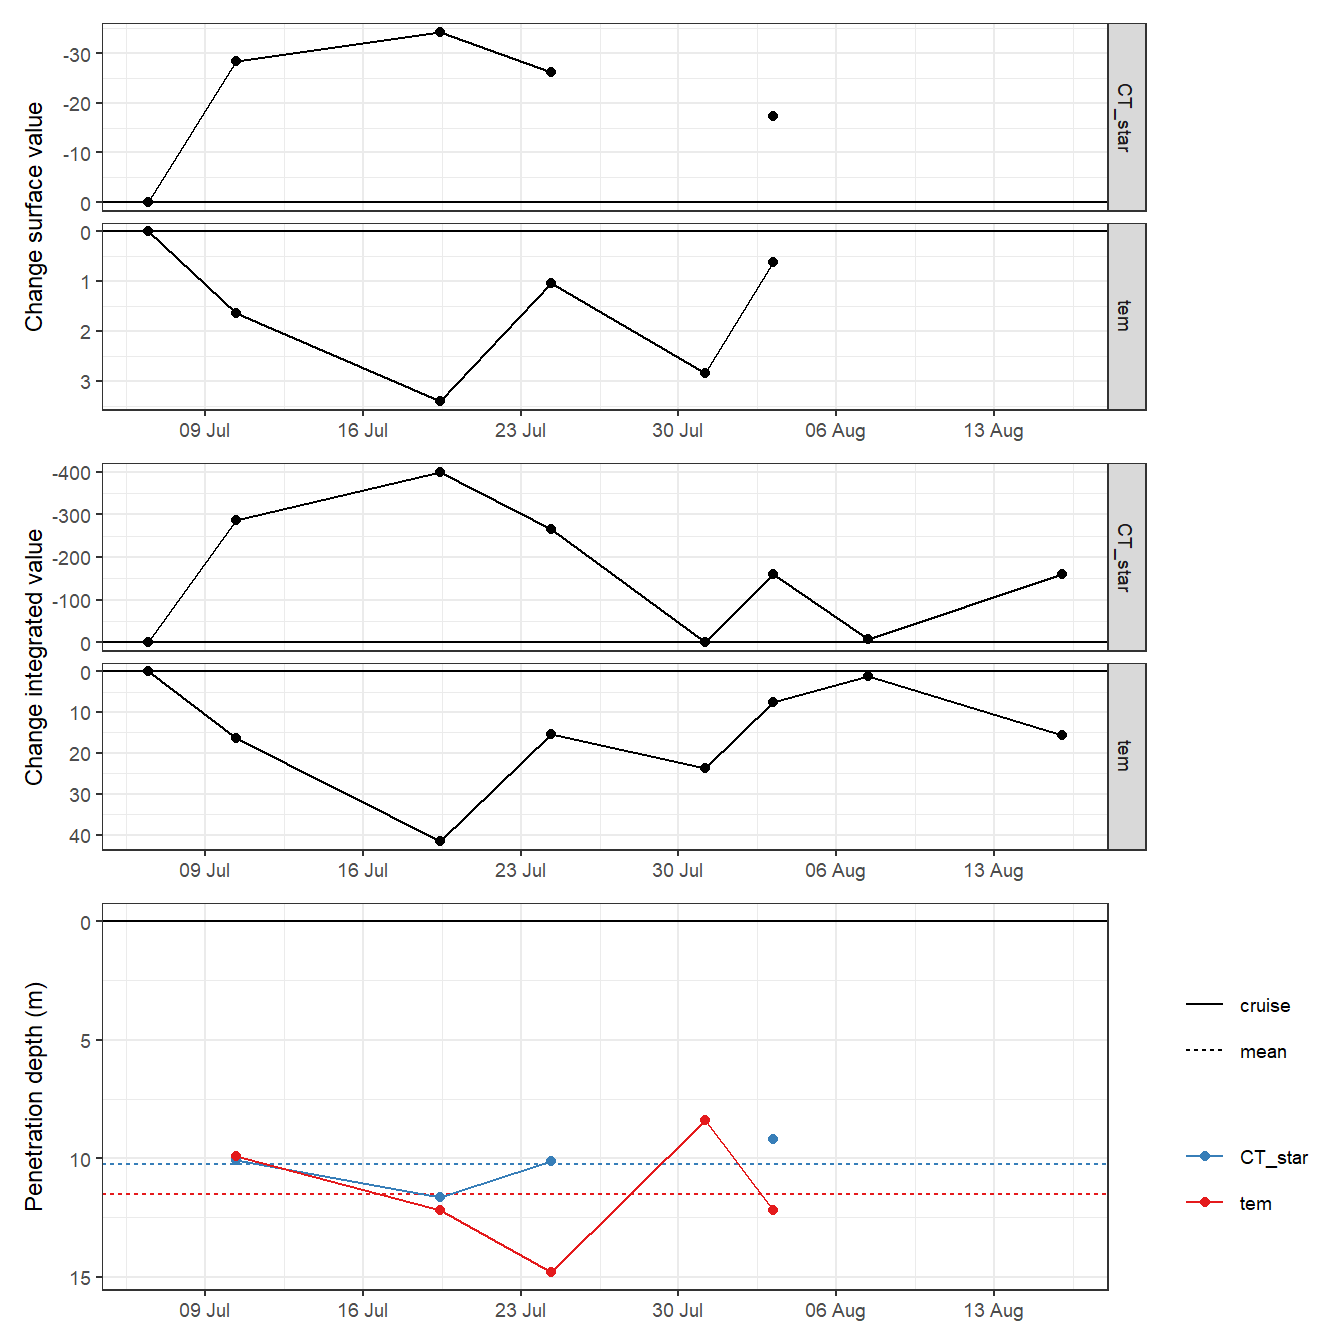 Change surface value
-30
-20
-10
0
CT_star
0
1
2
3
tem
09 Jul 16 Jul 23 Jul 30 Jul 06 Aug 13 Aug
Change integrated value
-400
-300
-200
-100
0
CT_star
0
10
20
30
40
tem
09 Jul 16 Jul 23 Jul 30 Jul 06 Aug 13 Aug
Penetration depth (m)
0
5
10
15
09 Jul 16 Jul 23 Jul 30 Jul 06 Aug 13 Aug
cruise
mean
CT_star
tem